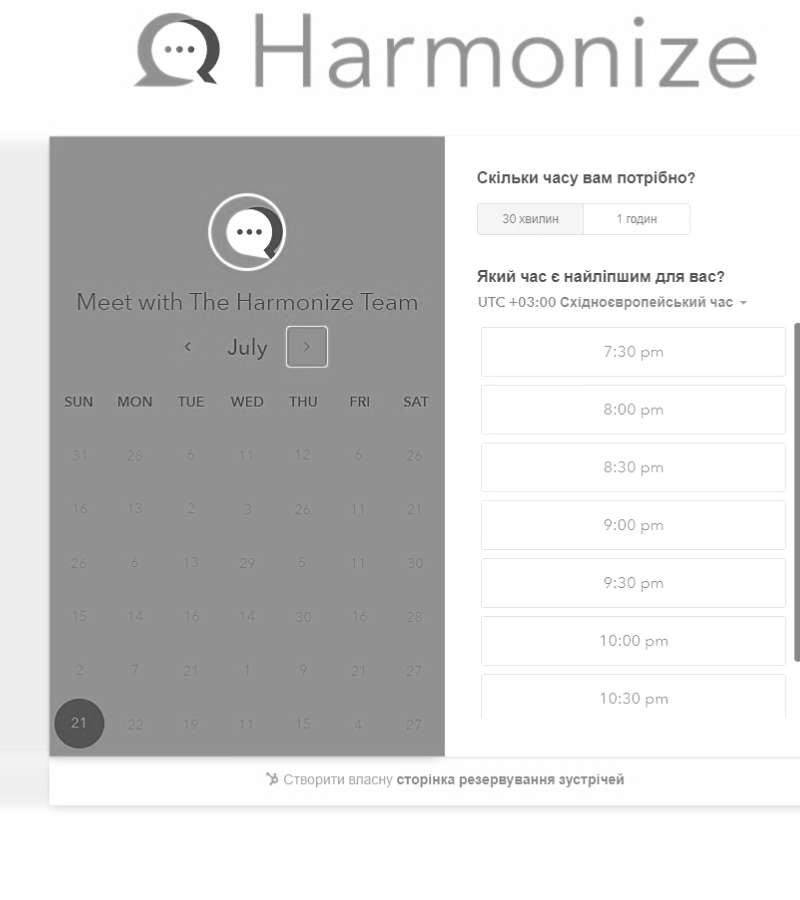 Harmonize
Meet with The Harmonize Team
July
SUN MON TUE WED THU FRI SAT
31 28 6 11 12 6 26
16 13 2 3 26 11 21
26 6 13 29 5 11 30
15 14 16 14 30 16 28
2 7 21 1 9 21 27
21 22 19 11 15 4 27
Скільки часу вам потрібно?
30 хвилин 1 годин
Який час є найліпшим для вас?
UTC +03:00 Східноєвропейський час
7:30 pm
8:00 pm
8:30 pm
9:00 pm
9:30 pm
10:00 pm
10:30 pm
Створити власну сторінка резервування зустрічей